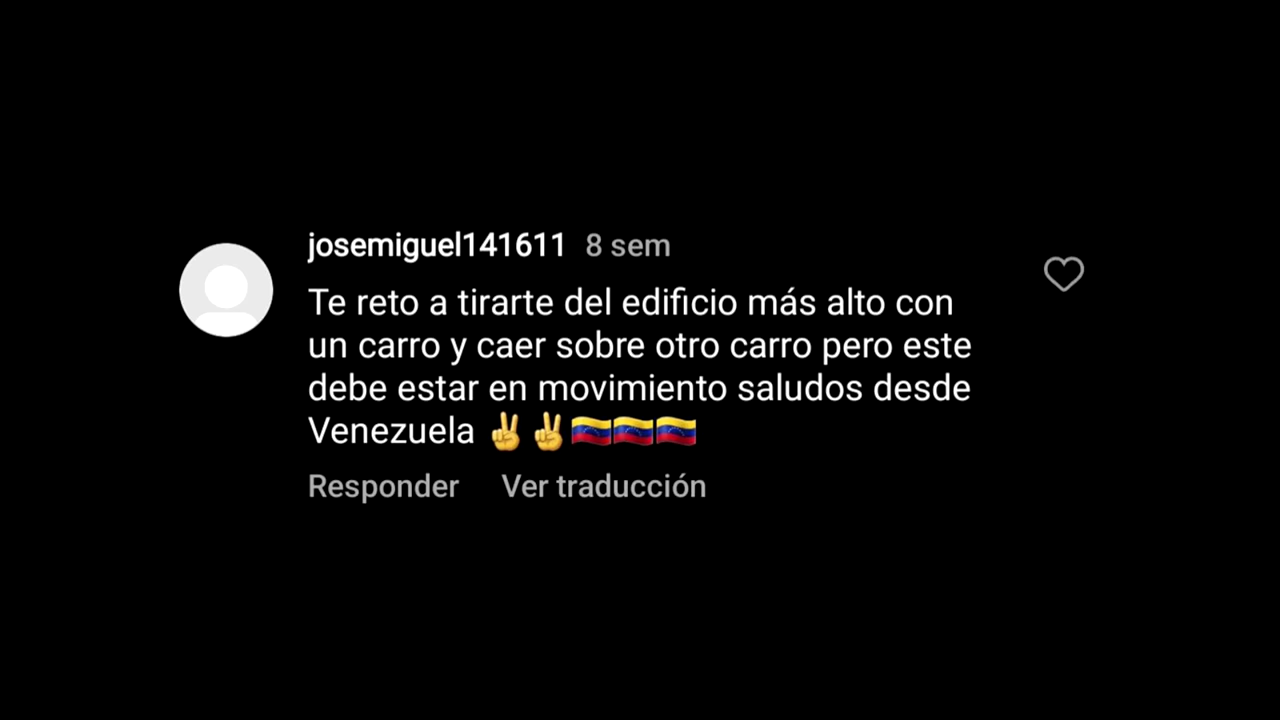 josemiguel141611 8 sem
Te reto a tirarte del edificio más alto con
un carro y caer sobre otro carro pero este
debe estar en movimiento saludos desde
Venezuela ✌️✌️🇻🇪🇻🇪🇻🇪
Responder Ver traducción